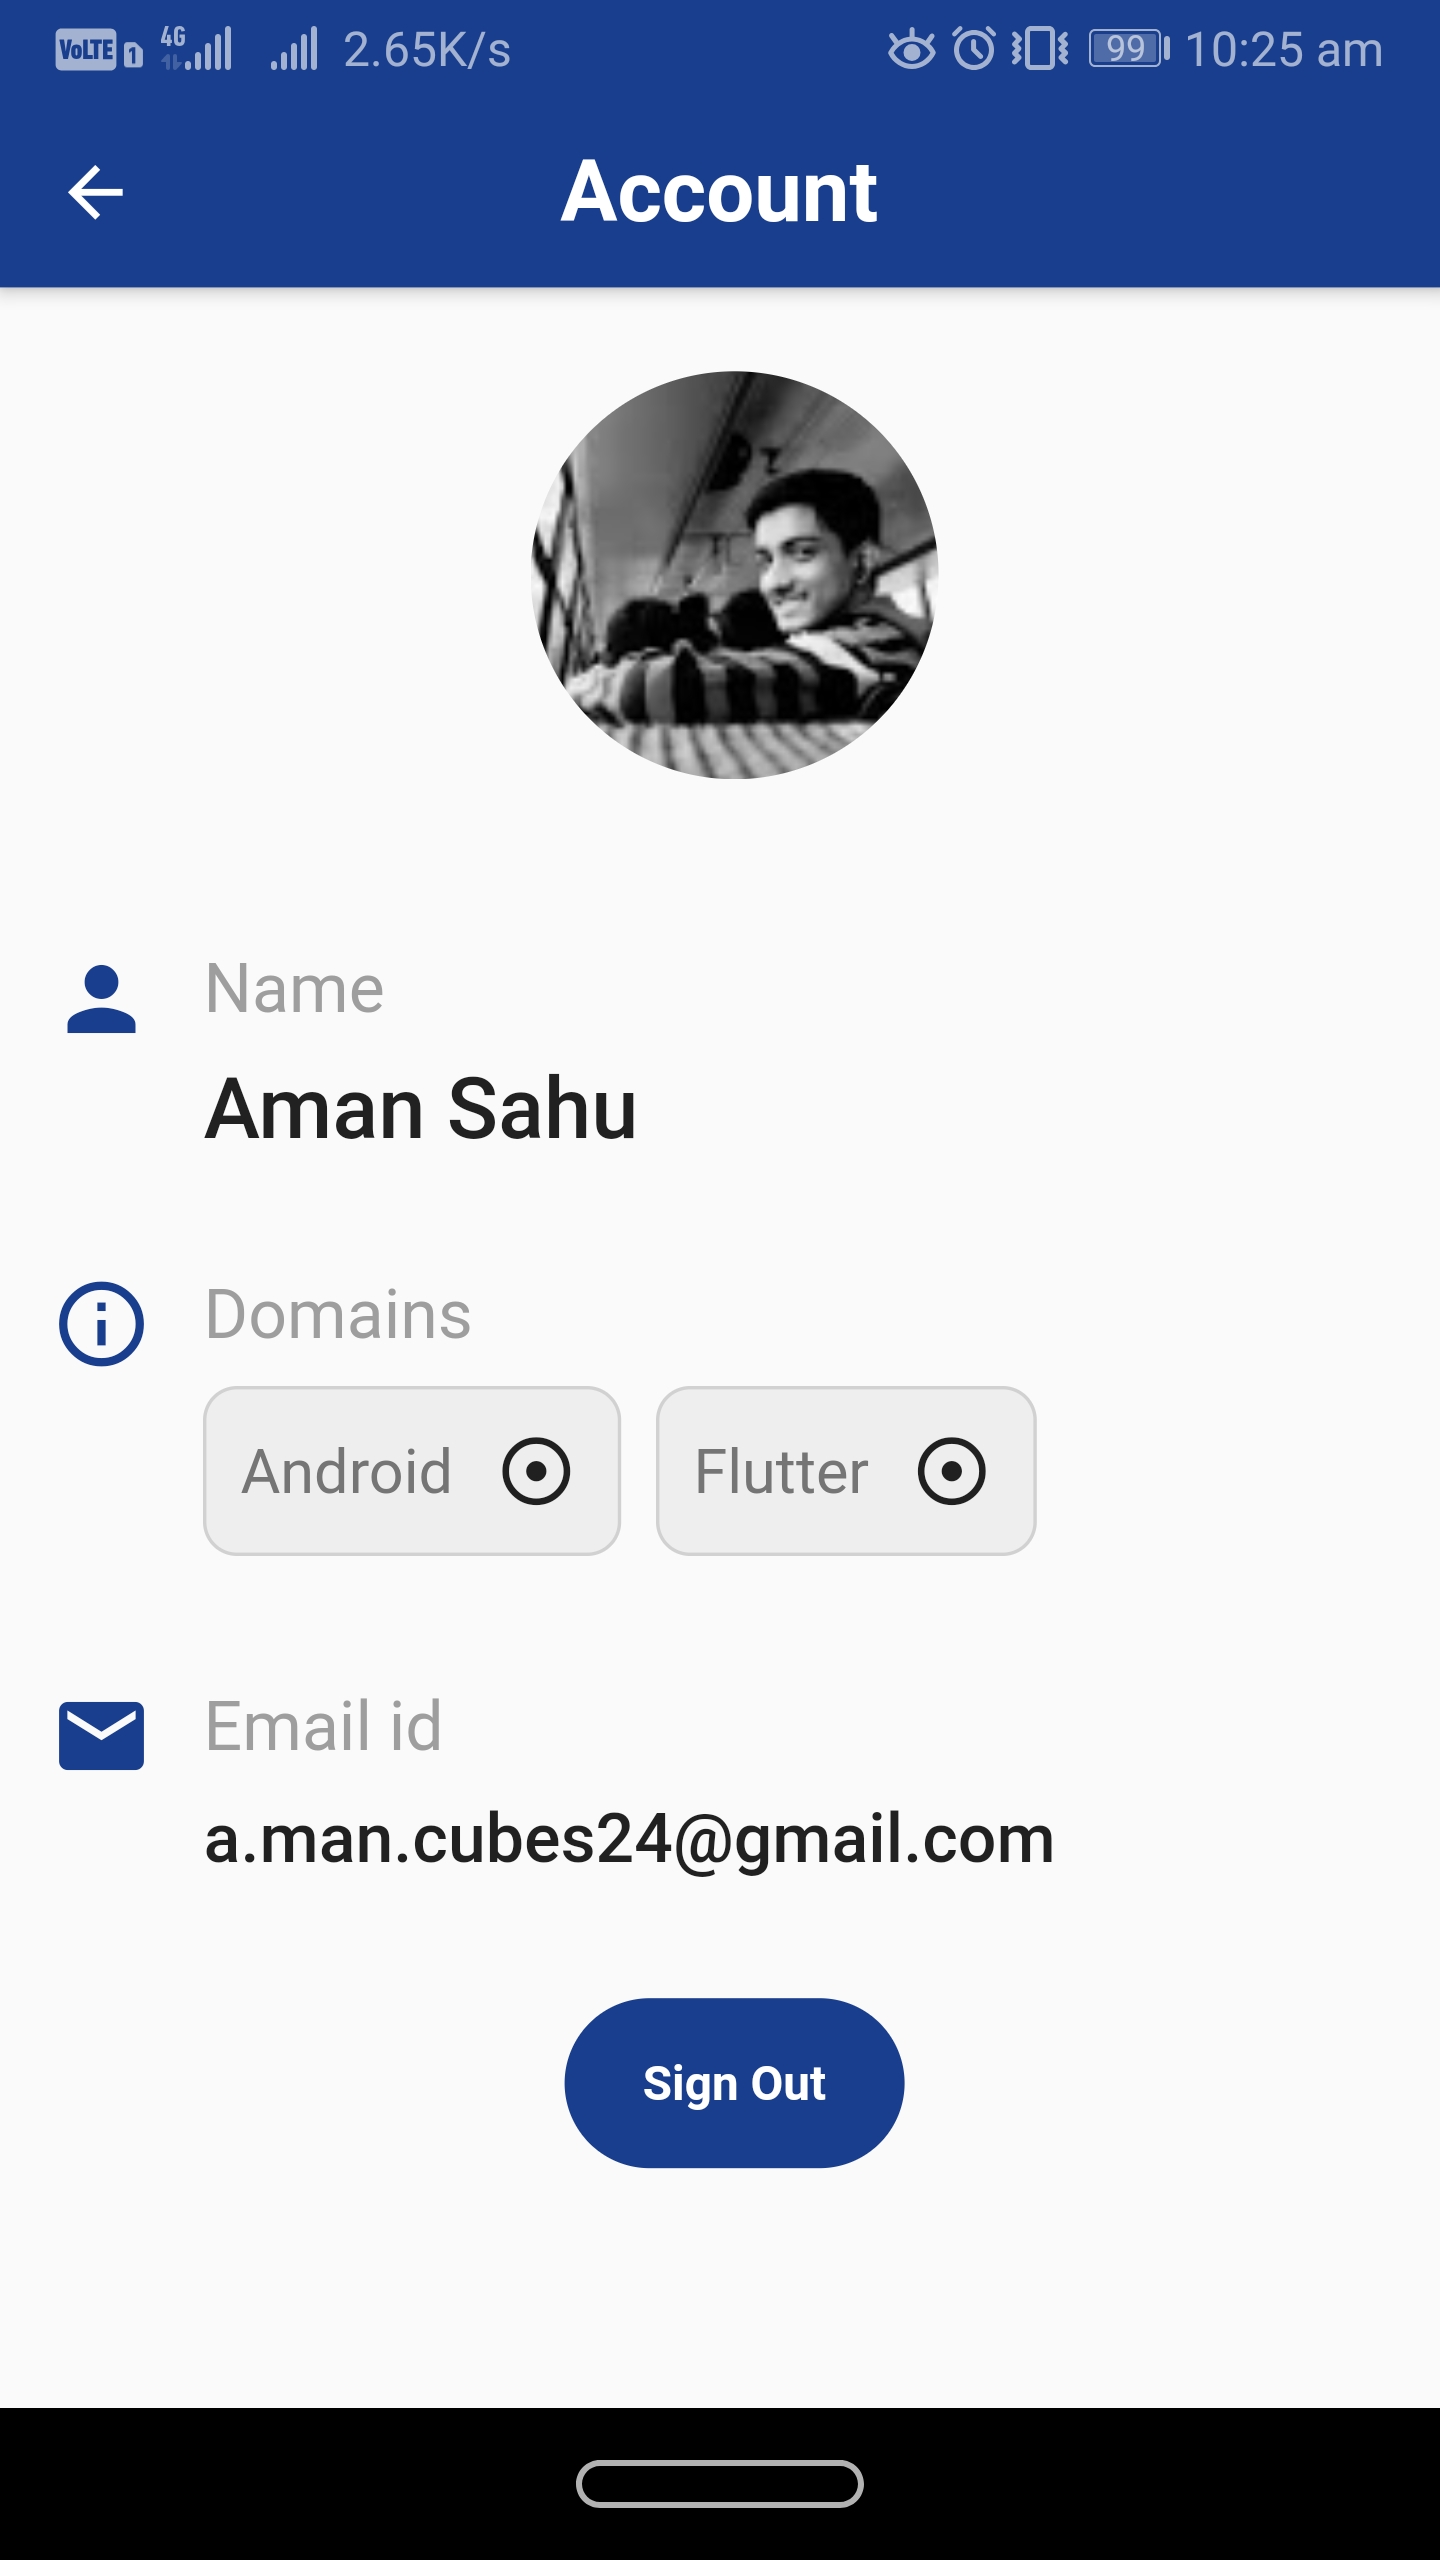 VoLTE 1 4G 2.65K/s 99 10:25 am
Account
Name
Aman Sahu
Domains
Android Flutter
Email id
a.man.cubes24@gmail.com
Sign Out